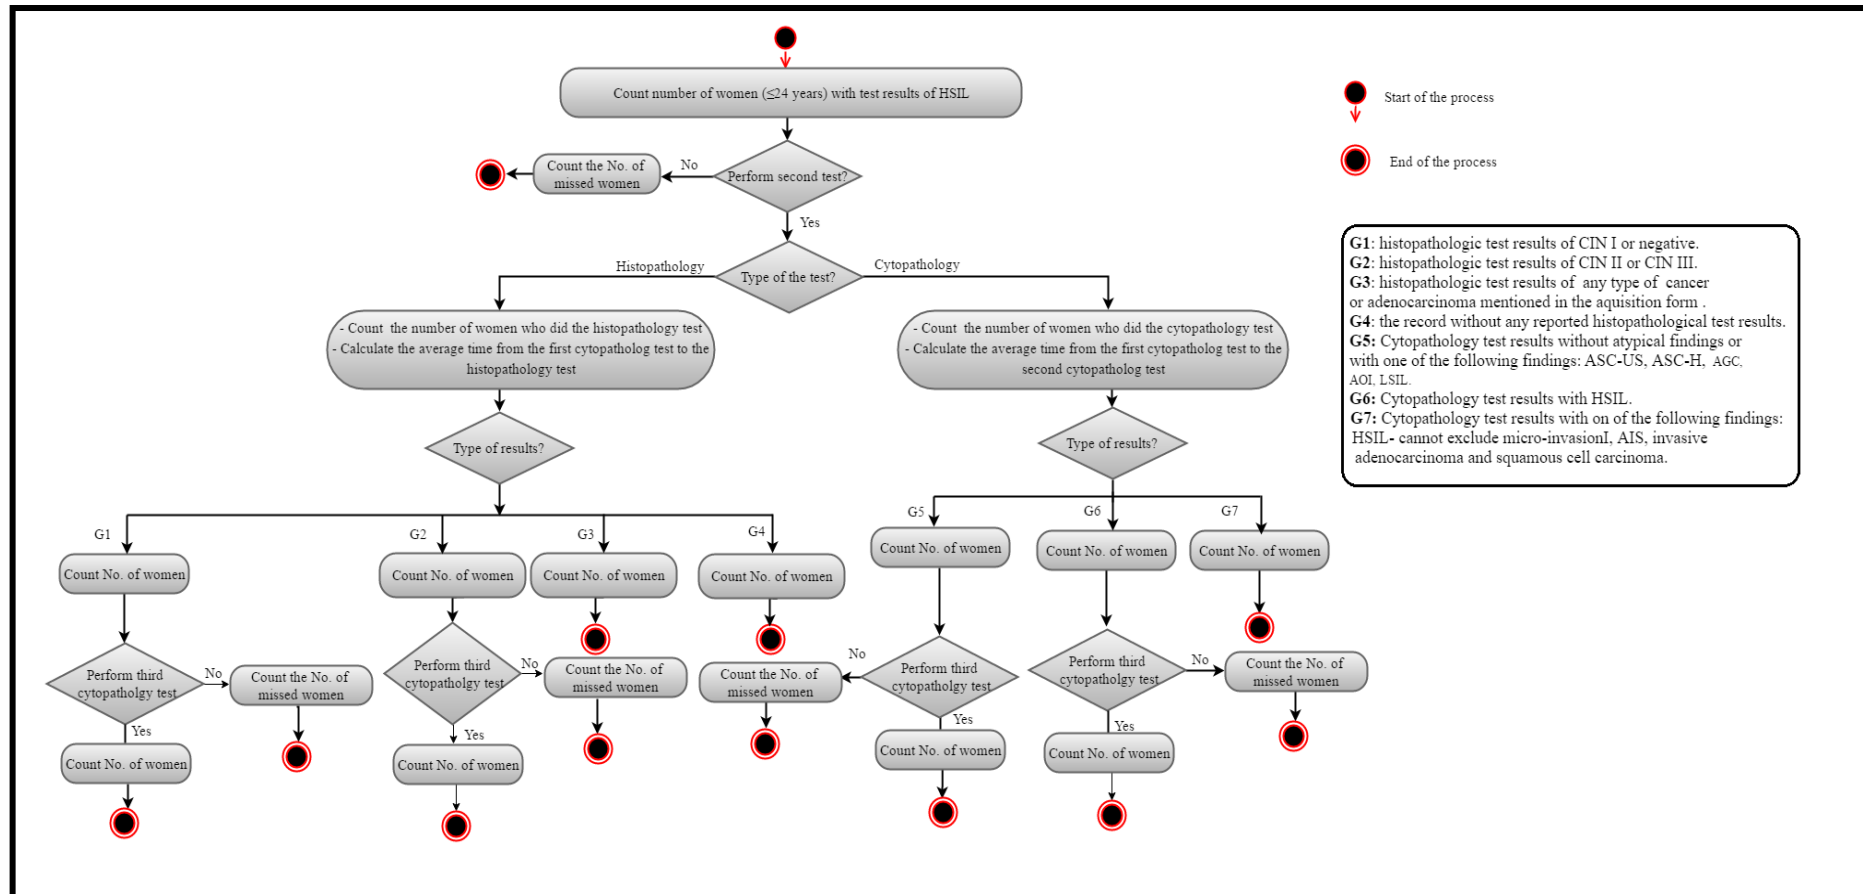 Count number of women (≤24 years) with test results of HSIL
Start of the process
End of the process
Count the No. of
missed women
No
Perform second test?
Yes
Histopathology
Type of the test?
Cytopathology
G1: histopathologic test results of CIN I or negative.
G2: histopathologic test results of CIN II or CIN III.
G3: histopathologic test results of any type of cancer
or adenocarcinoma mentioned in the aquisition form .
G4: the record without any reported histopathological test results.
G5: Cytopathology test results without atypical findings or
with one of the following findings: ASC-US, ASC-H, AGC,
AOI, LSIL.
G6: Cytopathology test results with HSIL.
G7: Cytopathology test results with on of the following findings:
HSIL- cannot exclude micro-invasionI, AIS, invasive
adenocarcinoma and squamous cell carcinoma.
- Count the number of women who did the histopathology test
- Calculate the average time from the first cytopatholog test to the
histopathology test
- Count the number of women who did the cytopathology test
- Calculate the average time from the first cytopatholog test to the
second cytopatholog test
Type of results?
Type of results?
G1
G2
G3
G4
G5
G6
G7
Count No. of women
Count No. of women
Count No. of women
Count No. of women
Count No. of women
Count No. of women
Count No. of women
Perform third
cytopatholgy test
No
Count the No. of
missed women
Yes
Count No. of women
Perform third
cytopatholgy test
No
Count the No. of
missed women
Yes
Count No. of women
Count the No. of
missed women
No
Perform third
cytopatholgy test
Yes
Count No. of women
Perform third
cytopatholgy test
No
Count the No. of
missed women
Yes
Count No. of women